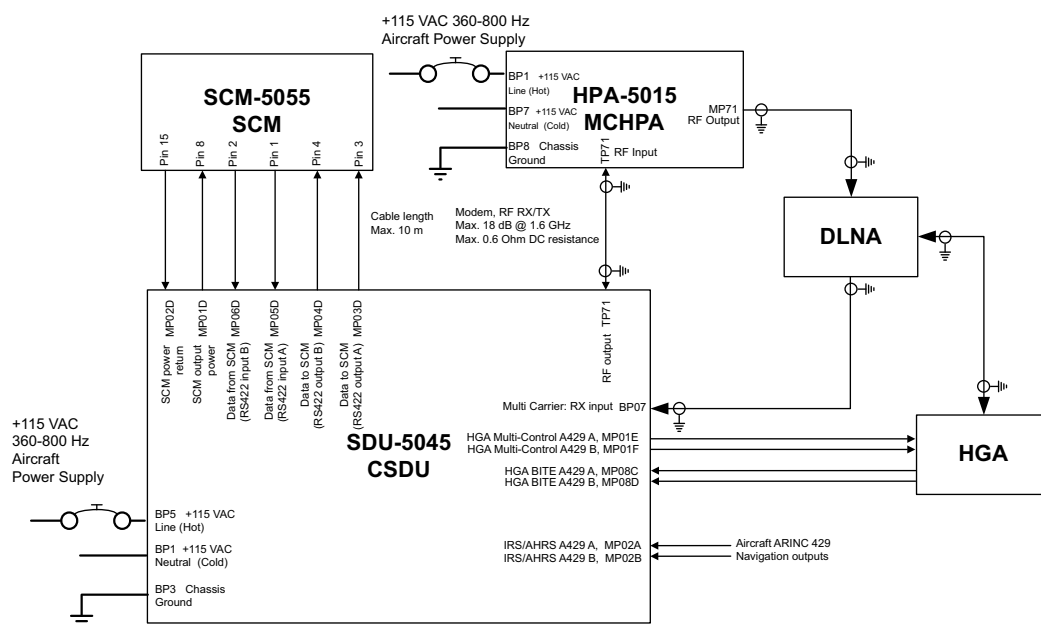 +115 VAC 360-800 Hz
Aircraft Power Supply
SCM-5055
SCM
Pin 15
Pin 8
Pin 2
Pin 1
Pin 4
Pin 3
BP1 +115 VAC
Line (Hot)
BP7 +115 VAC
Neutral (Cold)
BP8 Chassis
Ground
HPA-5015
MCHPA
TP71
RF Input
MP71
RF Output
Cable length
Max. 10 m
Modem, RF RX/TX
Max. 18 dB @ 1.6 GHz
Max. 0.6 Ohm DC resistance
DLNA
SCM power MP02D
return
SCM output MP01D
power
Data from SCM MP06D
(RS422 input B)
Data from SCM MP05D
(RS422 input A)
Data to SCM MP04D
(RS422 output B)
Data to SCM MP03D
(RS422 output A)
RF output TP71
Multi Carrier: RX input BP07
SDU-5045
CSDU
HGA Multi-Control A429 A, MP01E
HGA Multi-Control A429 B, MP01F
HGA BITE A429 A, MP08C
HGA BITE A429 B, MP08D
HGA
+115 VAC
360-800 Hz
Aircraft
Power Supply
BP5 +115 VAC
Line (Hot)
BP1 +115 VAC
Neutral (Cold)
BP3 Chassis
Ground
IRS/AHRS A429 A, MP02A
IRS/AHRS A429 B, MP02B
Aircraft ARINC 429
Navigation outputs